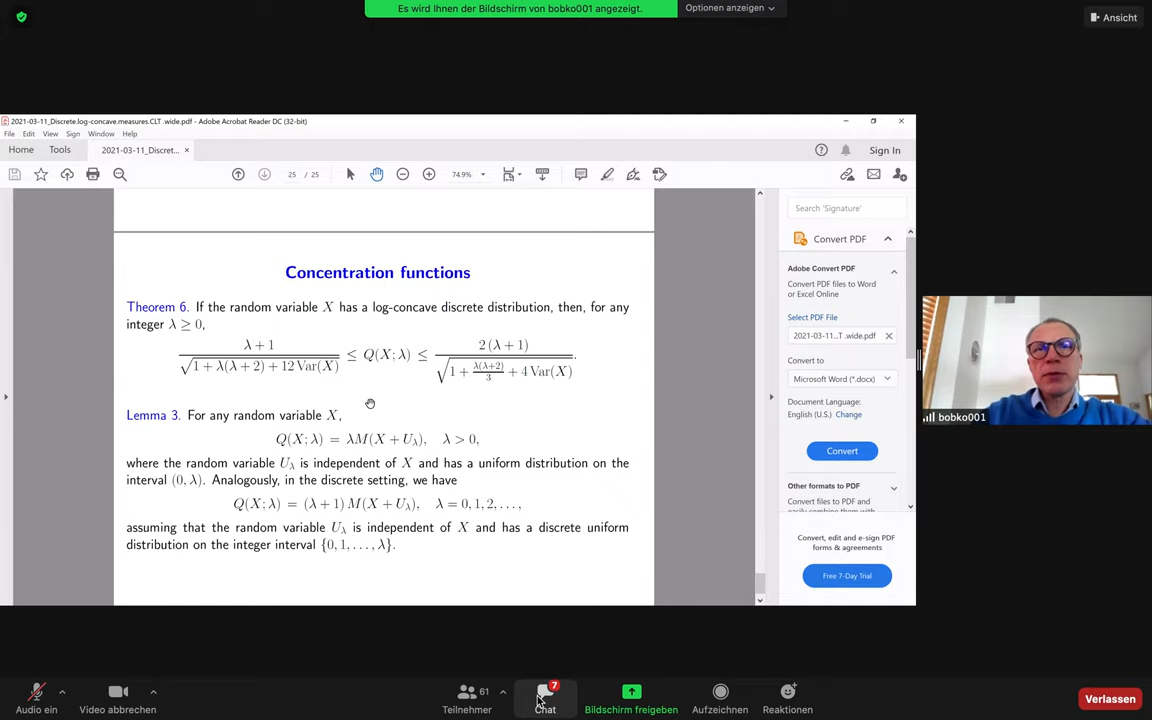 Es wird Ihnen der Bildschirm von bobko001 angezeigt.
Optionen anzeigen
Ansicht
2021-03-11_Discrete.log-concave.measures.CLT .wide.pdf - Adobe Acrobat Reader DC (32-bit)
File Edit View Sign Window Help
Home Tools 2021-03-11_Discret... × Sign In
25 / 25 74.9%
Concentration functions
Theorem 6. If the random variable X has a log-concave discrete distribution, then, for any
integer λ ≥ 0,
(λ + 1) / √(1 + λ(λ + 2) + 12 Var(X)) ≤ Q(X; λ) ≤ 2 (λ + 1) / √(1 + λ(λ+2)/3 + 4 Var(X)).
Lemma 3. For any random variable X,
Q(X; λ) = λM(X + U_λ), λ > 0,
where the random variable U_λ is independent of X and has a uniform distribution on the
interval (0, λ). Analogously, in the discrete setting, we have
Q(X; λ) = (λ + 1) M(X + U_λ), λ = 0, 1, 2, . . . ,
assuming that the random variable U_λ is independent of X and has a discrete uniform
distribution on the integer interval {0, 1, . . . , λ}.
Search 'Signature'
Convert PDF
Adobe Convert PDF
Convert PDF files to Word
or Excel Online
Select PDF File
2021-03-11...T .wide.pdf ×
Convert to
Microsoft Word (*.docx)
Document Language:
English (U.S.) Change
Convert
Other formats to PDF
Convert files to PDF and
Convert, edit and e-sign PDF
forms & agreements
Free 7-Day Trial
bobko001
Audio ein
Video abbrechen
61
Teilnehmer
7
Chat
Bildschirm freigeben
Aufzeichnen
Reaktionen
Verlassen